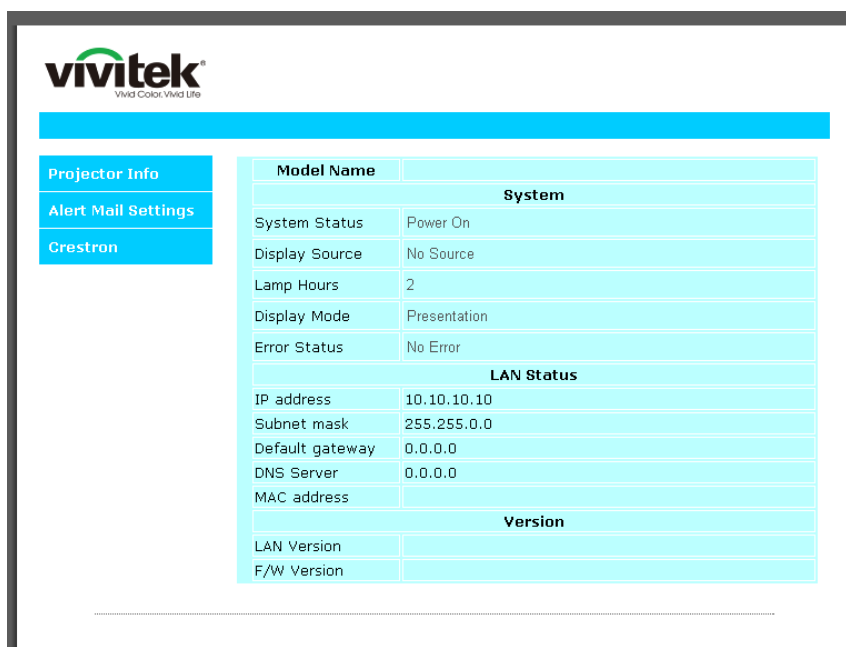 vivitek®
Vivid Color. Vivid Life
Projector Info
Alert Mail Settings
Crestron
Model Name
System
System Status Power On
Display Source No Source
Lamp Hours 2
Display Mode Presentation
Error Status No Error
LAN Status
IP address 10.10.10.10
Subnet mask 255.255.0.0
Default gateway 0.0.0.0
DNS Server 0.0.0.0
MAC address
Version
LAN Version
F/W Version